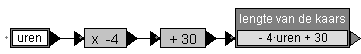 lengte van de kaars
uren x -4 + 30 - 4·uren + 30